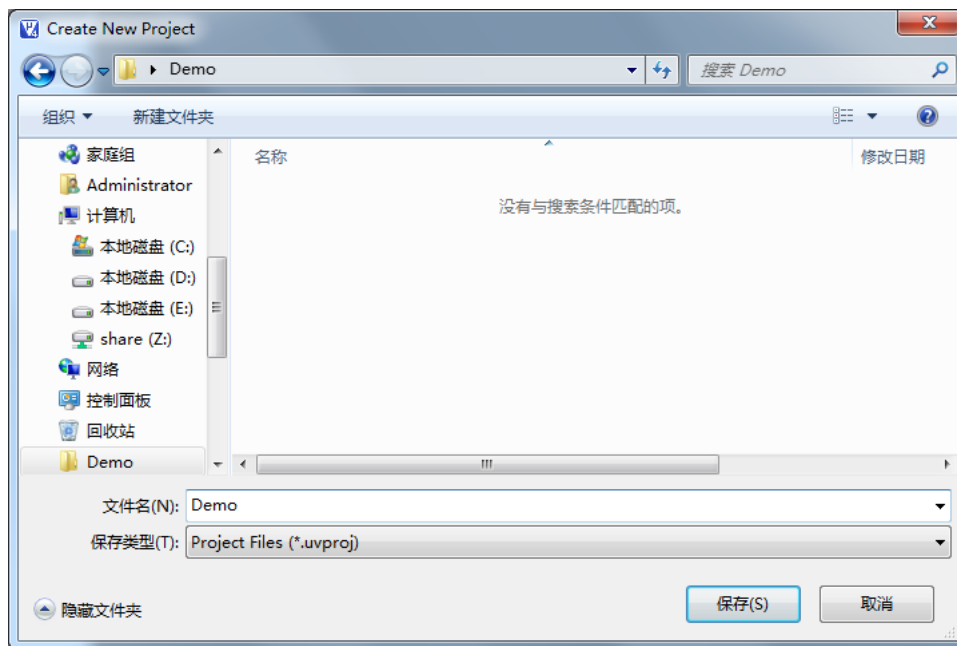 Create New Project
Demo
搜索 Demo
组织
新建文件夹
家庭组
Administrator
计算机
本地磁盘 (C:)
本地磁盘 (D:)
本地磁盘 (E:)
share (Z:)
网络
控制面板
回收站
Demo
名称
修改日期
没有与搜索条件匹配的项。
文件名(N):
Demo
保存类型(T):
Project Files (*.uvproj)
隐藏文件夹
保存(S)
取消